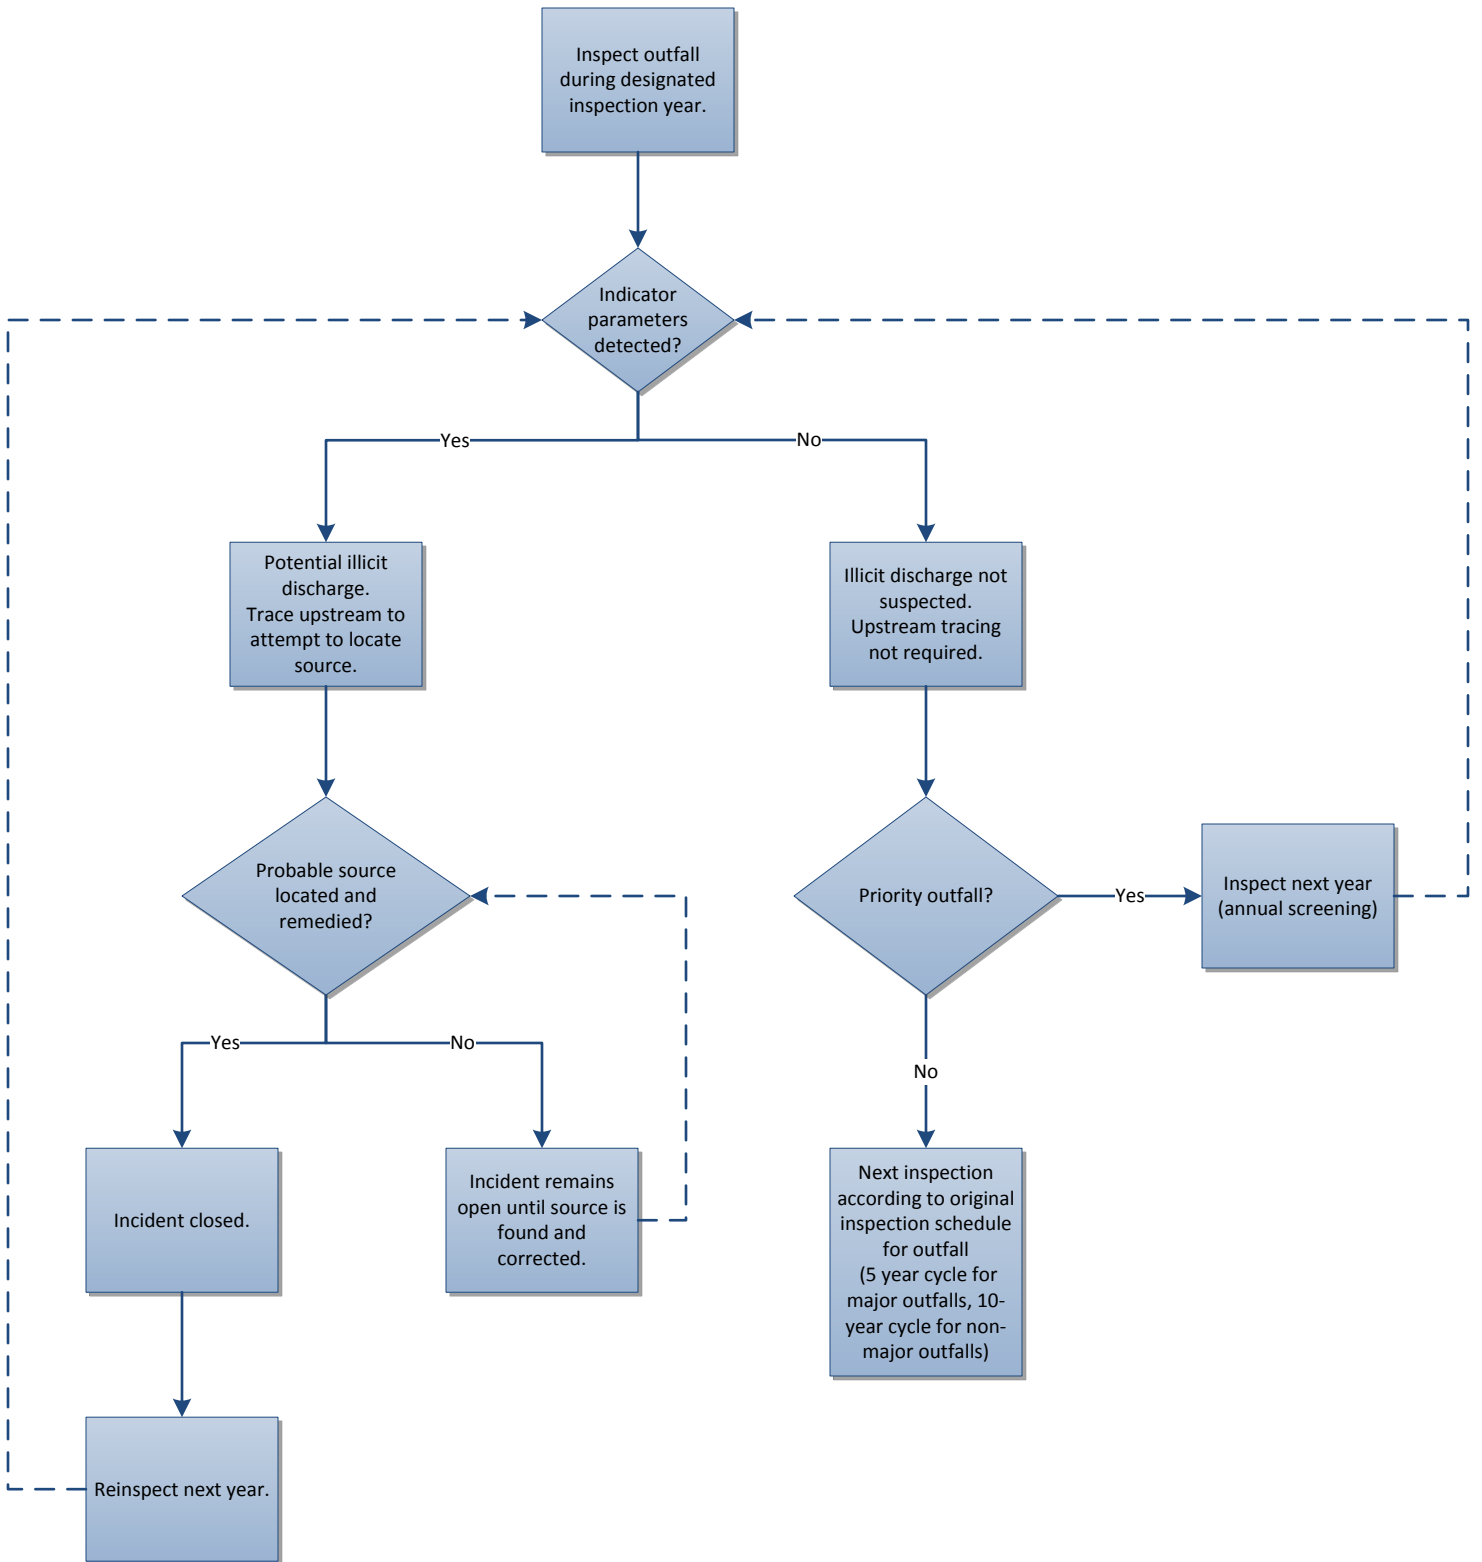 Inspect outfall
during designated
inspection year.
Indicator
parameters
detected?
Yes
No
Potential illicit
discharge.
Trace upstream to
attempt to locate
source.
Illicit discharge not
suspected.
Upstream tracing
not required.
Probable source
located and
remedied?
Priority outfall?
Yes
Inspect next year
(annual screening)
Yes
No
No
Incident closed.
Incident remains
open until source is
found and
corrected.
Next inspection
according to original
inspection schedule
for outfall
(5 year cycle for
major outfalls, 10-
year cycle for non-
major outfalls)
Reinspect next year.